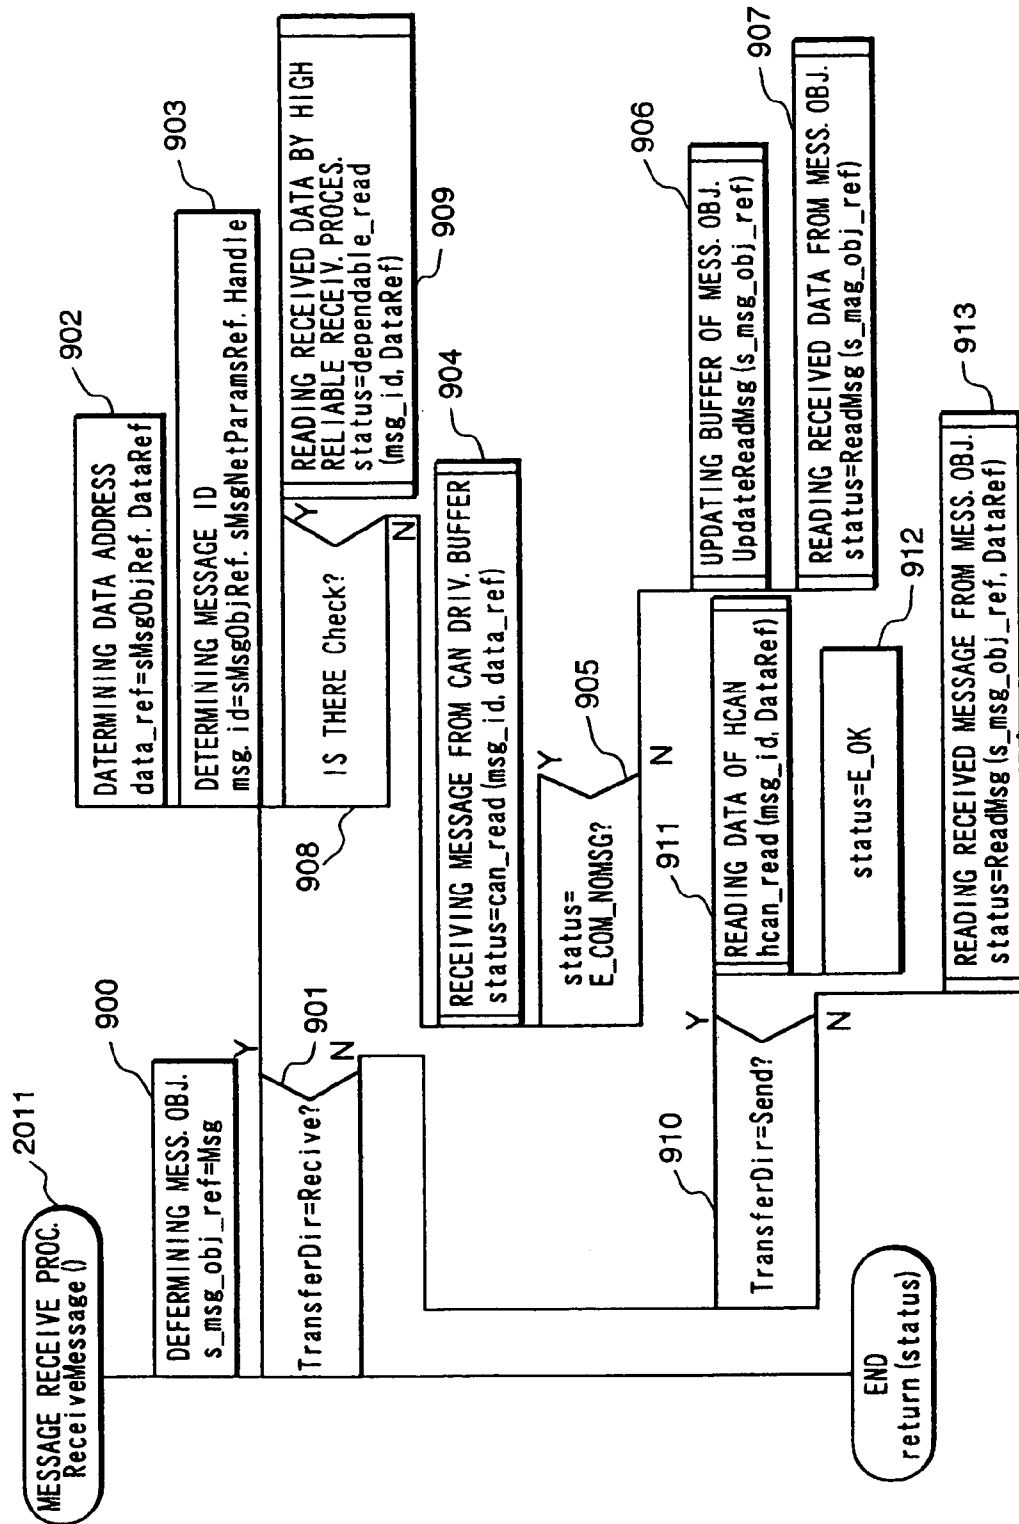 MESSAGE RECEIVE PROC.
ReceiveMessage ()
2011
DEFERMINING MESS. OBJ.
s_msg_obj_ref=Msg
900
TransferDir=Recive?
901
Y
N
DATERMINING DATA ADDRESS
data_ref=sMsgObjRef. DataRef
902
DETERMINING MESSAGE ID
msg. id=sMsgObjRef. sMsgNetParamsRef. Handle
903
IS THERE Check?
908
Y
N
READING RECEIVED DATA BY HIGH
RELIABLE RECEIV. PROCES.
status=dependable_read
(msg_id, DataRef)
909
RECEIVING MESSAGE FROM CAN DRIV. BUFFER
status=can_read (msg_id, data_ref)
904
status=
E_COM_NOMSG?
905
Y
N
UPDATING BUFFER OF MESS. OBJ.
UpdateReadMsg (s_msg_obj_ref)
906
READING RECEIVED DATA FROM MESS. OBJ.
status=ReadMsg (s_mag_obj_ref)
907
TransferDir=Send?
910
Y
N
READING DATA OF HCAN
hcan_read (msg_id, DataRef)
911
status=E_OK
912
READING RECEIVED MESSAGE FROM MESS. OBJ.
status=ReadMsg (s_msg_obj_ref, DataRef)
913
END
return (status)